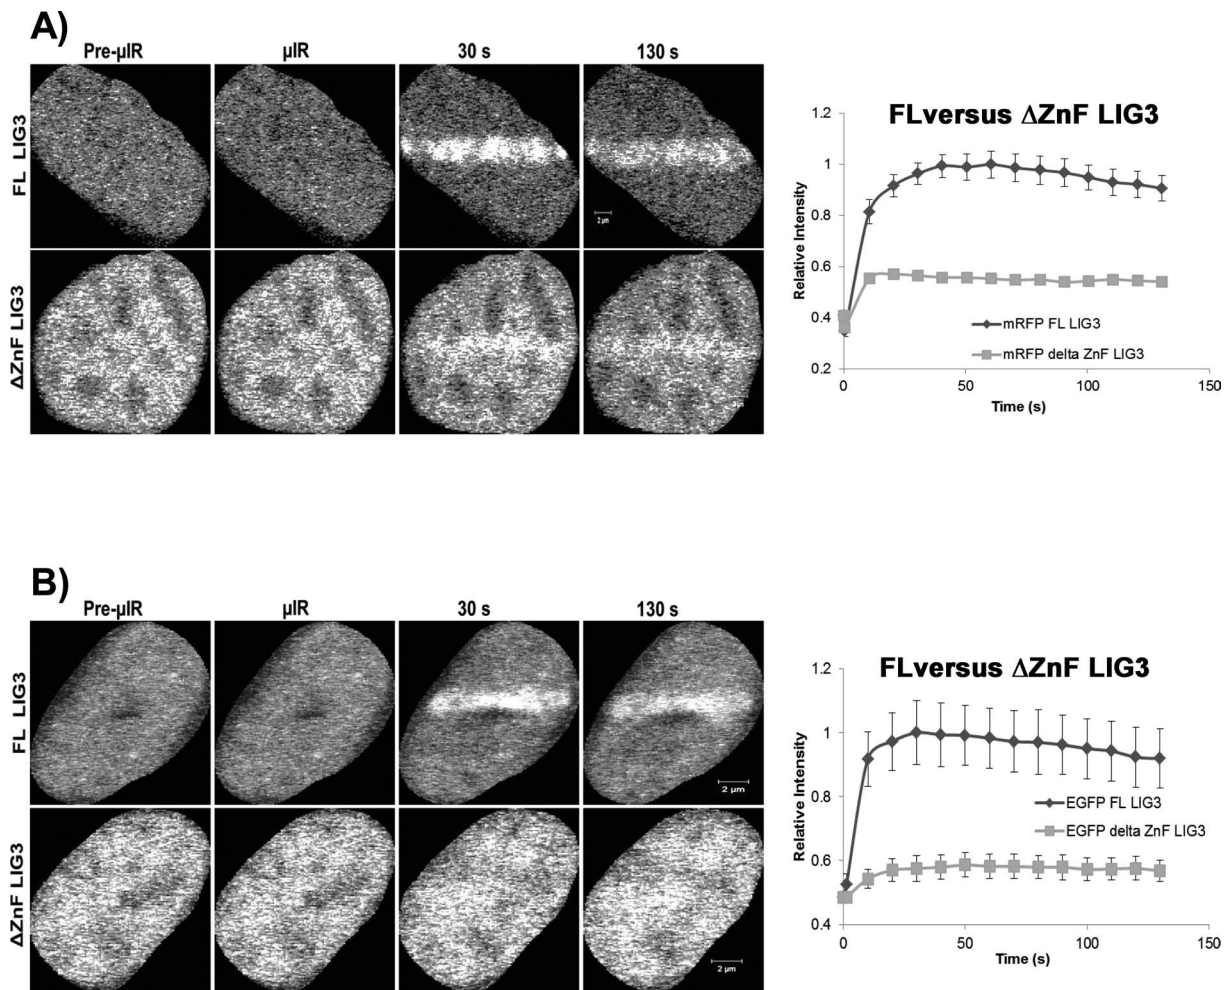 A)
Pre-µIR µIR 30 s 130 s
FL LIG3
2 µm
ΔZnF LIG3
FLversus ΔZnF LIG3
1.2
1
0.8
0.6
0.4
0.2
0 50 100 150
Relative Intensity
Time (s)
mRFP FL LIG3
mRFP delta ZnF LIG3
B)
Pre-µIR µIR 30 s 130 s
FL LIG3
2 µm
ΔZnF LIG3
2 µm
FLversus ΔZnF LIG3
1.2
1
0.8
0.6
0.4
0 50 100 150
Relative Intensity
Time (s)
EGFP FL LIG3
EGFP delta ZnF LIG3